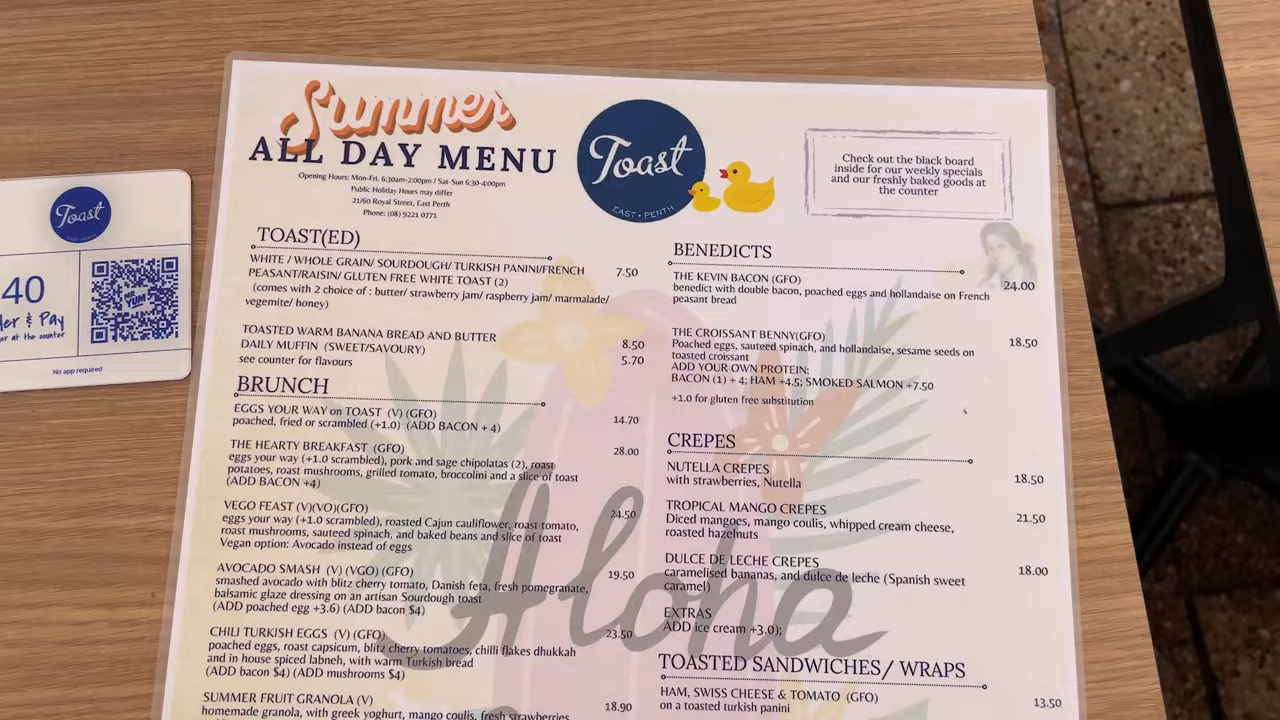 Toast
EAST • PERTH
40
Order & Pay
or at the counter
YUM
No app required
Summer
ALL DAY MENU
Opening Hours: Mon-Fri. 6:30am-2:00pm / Sat-Sun 6:30-4:00pm
Public Holiday Hours may differ
21/60 Royal Street, East Perth
Phone: (08) 9221 0771
Toast
EAST • PERTH
Check out the black board
inside for our weekly specials
and our freshly baked goods at
the counter
TOAST(ED)
WHITE / WHOLE GRAIN/ SOURDOUGH/ TURKISH PANINI/FRENCH 7.50
PEASANT/RAISIN/ GLUTEN FREE WHITE TOAST (2)
(comes with 2 choice of : butter/ strawberry jam/ raspberry jam/ marmalade/
vegemite/ honey)
TOASTED WARM BANANA BREAD AND BUTTER 8.50
DAILY MUFFIN (SWEET/SAVOURY) 5.70
see counter for flavours
BRUNCH
EGGS YOUR WAY on TOAST (V) (GFO) 14.70
poached, fried or scrambled (+1.0) (ADD BACON + 4)
THE HEARTY BREAKFAST (GFO) 28.00
eggs your way (+1.0 scrambled), pork and sage chipolatas (2), roast
potatoes, roast mushrooms, grilled tomato, broccolini and a slice of toast
(ADD BACON +4)
VEGO FEAST (V)(VO)(GFO) 24.50
eggs your way (+1.0 scrambled), roasted Cajun cauliflower, roast tomato,
roast mushrooms, sauteed spinach, and baked beans and slice of toast
Vegan option: Avocado instead of eggs
AVOCADO SMASH (V) (VGO) (GFO) 19.50
smashed avocado with blitz cherry tomato, Danish feta, fresh pomegranate,
balsamic glaze dressing on an artisan Sourdough toast
(ADD poached egg +3.6) (ADD bacon $4)
CHILI TURKISH EGGS (V) (GFO) 23.50
poached eggs, roast capsicum, blitz cherry tomatoes, chilli flakes dhukkah
and in house spiced labneh, with warm Turkish bread
(ADD bacon $4) (ADD mushrooms $4)
SUMMER FRUIT GRANOLA (V) 18.90
homemade granola, with greek yoghurt, mango coulis, fresh strawberries
BENEDICTS
THE KEVIN BACON (GFO) 24.00
benedict with double bacon, poached eggs and hollandaise on French
peasant bread
THE CROISSANT BENNY(GFO) 18.50
Poached eggs, sauteed spinach, and hollandaise, sesame seeds on
toasted croissant
ADD YOUR OWN PROTEIN:
BACON (1) + 4; HAM +4.5; SMOKED SALMON +7.50
+1.0 for gluten free substitution
CREPES
NUTELLA CREPES 18.50
with strawberries, Nutella
TROPICAL MANGO CREPES 21.50
Diced mangoes, mango coulis, whipped cream cheese,
roasted hazelnuts
DULCE DE LECHE CREPES 18.00
caramelised bananas, and dulce de leche (Spanish sweet
caramel)
EXTRAS
ADD ice cream +3.0);
TOASTED SANDWICHES/ WRAPS
HAM, SWISS CHEESE & TOMATO (GFO) 13.50
on a toasted turkish panini
Aloha